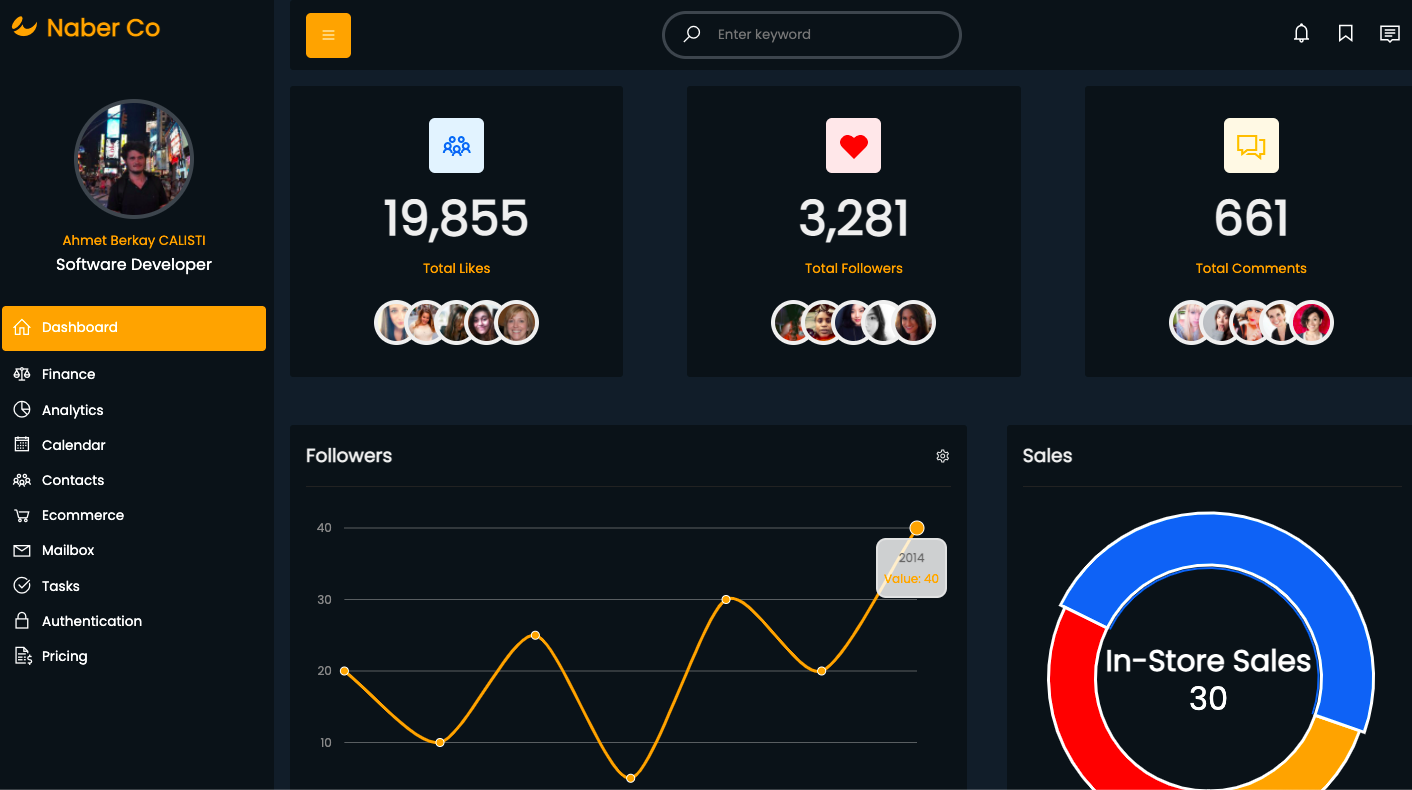 Naber Co
Enter keyword
Ahmet Berkay CALISTI
Software Developer
Dashboard
Finance
Analytics
Calendar
Contacts
Ecommerce
Mailbox
Tasks
Authentication
Pricing
19,855
Total Likes
3,281
Total Followers
661
Total Comments
Followers
40
30
20
10
2014
Value: 40
Sales
In-Store Sales
30